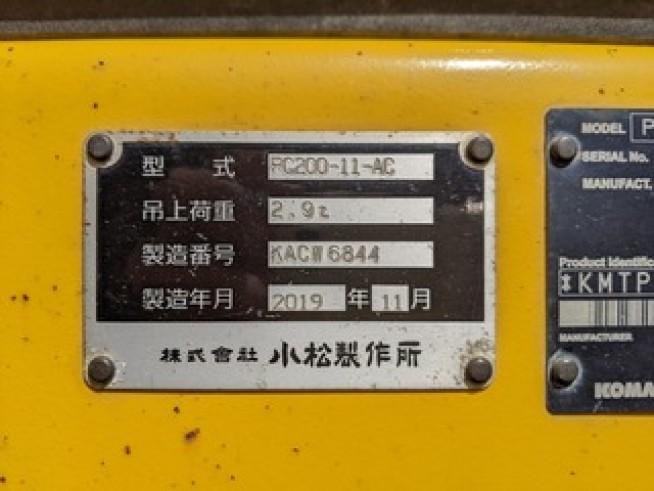 型 式 PC200-11-AC
吊上荷重 2.9t
製造番号 KACW6844
製造年月 2019 年 11 月
株式會社 小松製作所
MODEL P
SERIAL No.
MANUFACT.
Product Identific
*KMTP
MANUFACTURER
KOMA